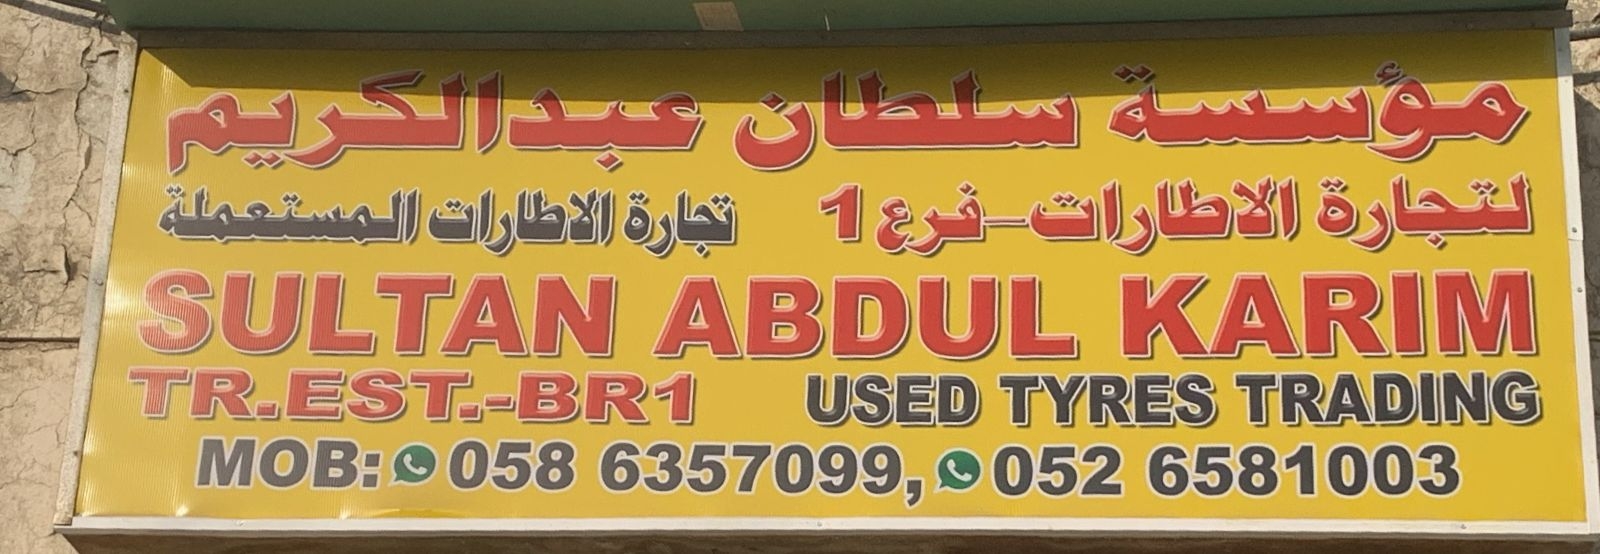 مؤسسة سلطان عبدالكريم
لتجارة الاطارات-فرع 1 تجارة الاطارات المستعملة
SULTAN ABDUL KARIM
TR.EST.-BR1 USED TYRES TRADING
MOB: 058 6357099, 052 6581003